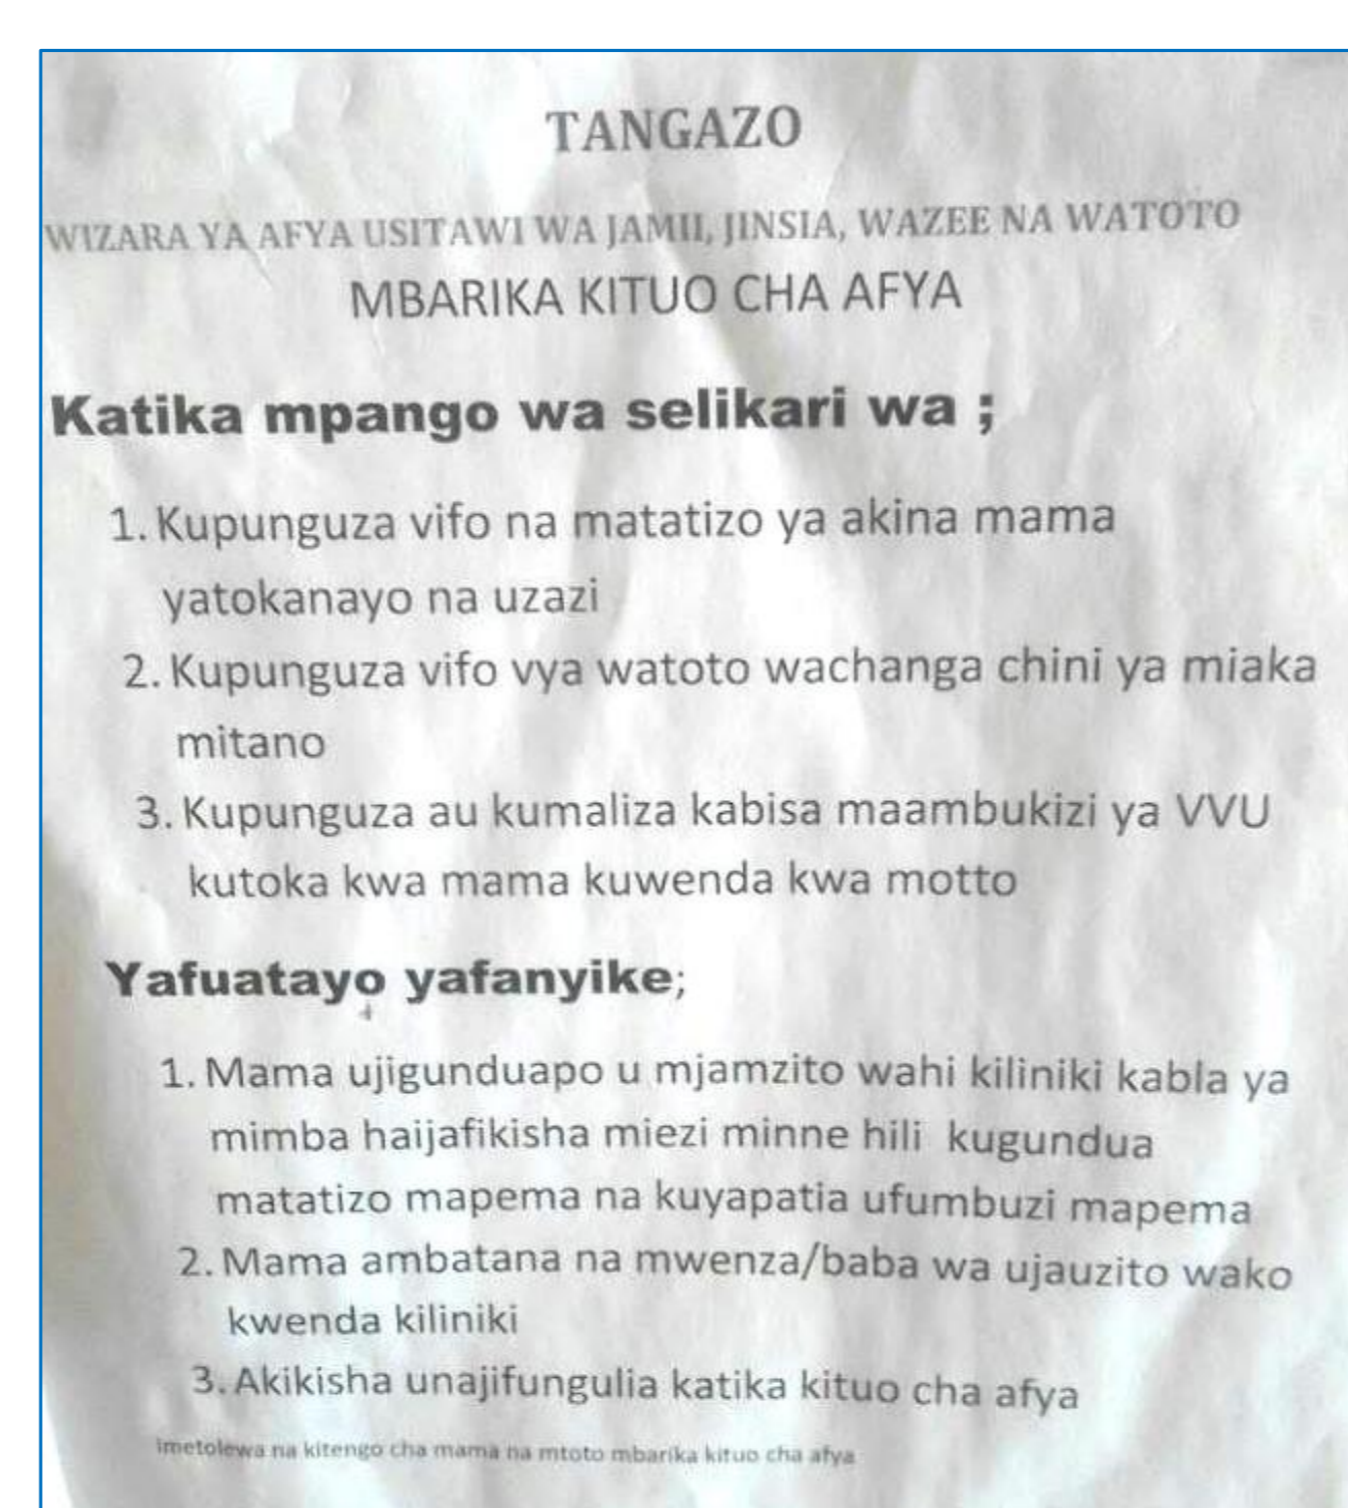 TANGAZO
WIZARA YA AFYA USITAWI WA JAMII, JINSIA, WAZEE NA WATOTO
MBARIKA KITUO CHA AFYA
Katika mpango wa selikari wa ;
1. Kupunguza vifo na matatizo ya akina mama
yatokanayo na uzazi
2. Kupunguza vifo vya watoto wachanga chini ya miaka
mitano
3. Kupunguza au kumaliza kabisa maambukizi ya VVU
kutoka kwa mama kuwenda kwa motto
Yafuatayo yafanyike;
1. Mama ujigunduapo u mjamzito wahi kiliniki kabla ya
mimba haijafikisha miezi minne hili kugundua
matatizo mapema na kuyapatia ufumbuzi mapema
2. Mama ambatana na mwenza/baba wa ujauzito wako
kwenda kiliniki
3. Akikisha unajifungulia katika kituo cha afya
imetolewa na kitengo cha mama na mtoto mbarika kituo cha afya